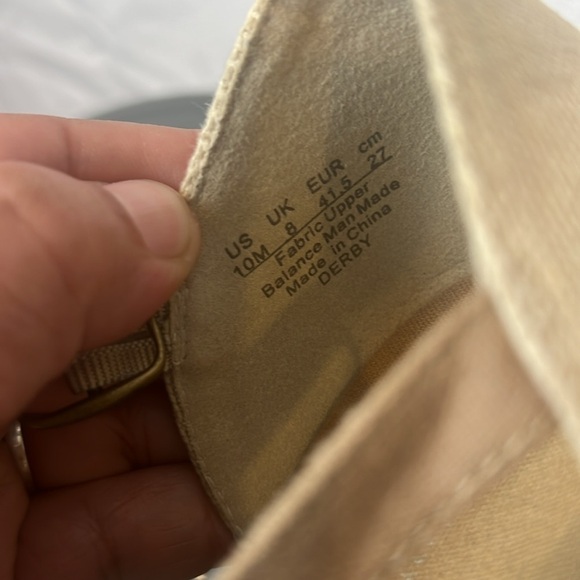 US UK EUR cm
10M 8 41.5 27
Fabric Upper
Balance Man Made
Made in China
DERBY